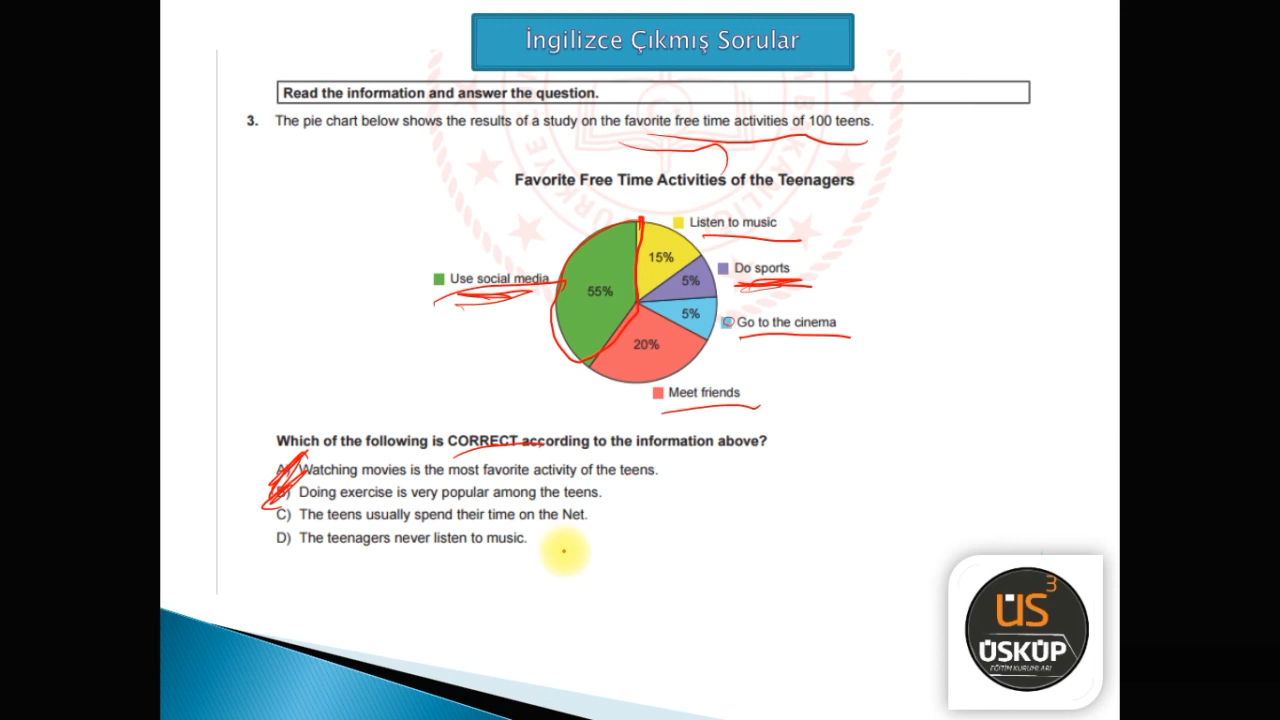 İngilizce Çıkmış Sorular
Read the information and answer the question.
3. The pie chart below shows the results of a study on the favorite free time activities of 100 teens.
Favorite Free Time Activities of the Teenagers
Listen to music
15%
Do sports
5%
Use social media
55%
5%
Go to the cinema
20%
Meet friends
Which of the following is CORRECT according to the information above?
A) Watching movies is the most favorite activity of the teens.
B) Doing exercise is very popular among the teens.
C) The teens usually spend their time on the Net.
D) The teenagers never listen to music.
ÜS3
ÜSKÜP
EĞİTİM KURUMLARI